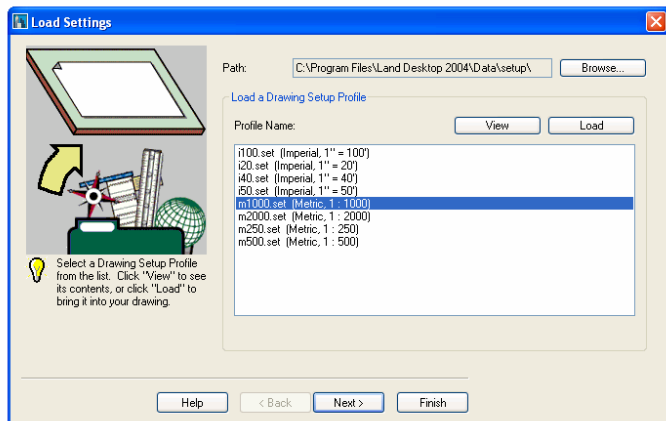 Load Settings
Path: C:\Program Files\Land Desktop 2004\Data\setup\ Browse...
Load a Drawing Setup Profile
Profile Name: View Load
i100.set (Imperial, 1" = 100')
i20.set (Imperial, 1" = 20')
i40.set (Imperial, 1" = 40')
i50.set (Imperial, 1" = 50')
m1000.set (Metric, 1 : 1000)
m2000.set (Metric, 1 : 2000)
m250.set (Metric, 1 : 250)
m500.set (Metric, 1 : 500)
Select a Drawing Setup Profile
from the list. Click "View" to see
its contents, or click "Load" to
bring it into your drawing.
Help < Back Next > Finish